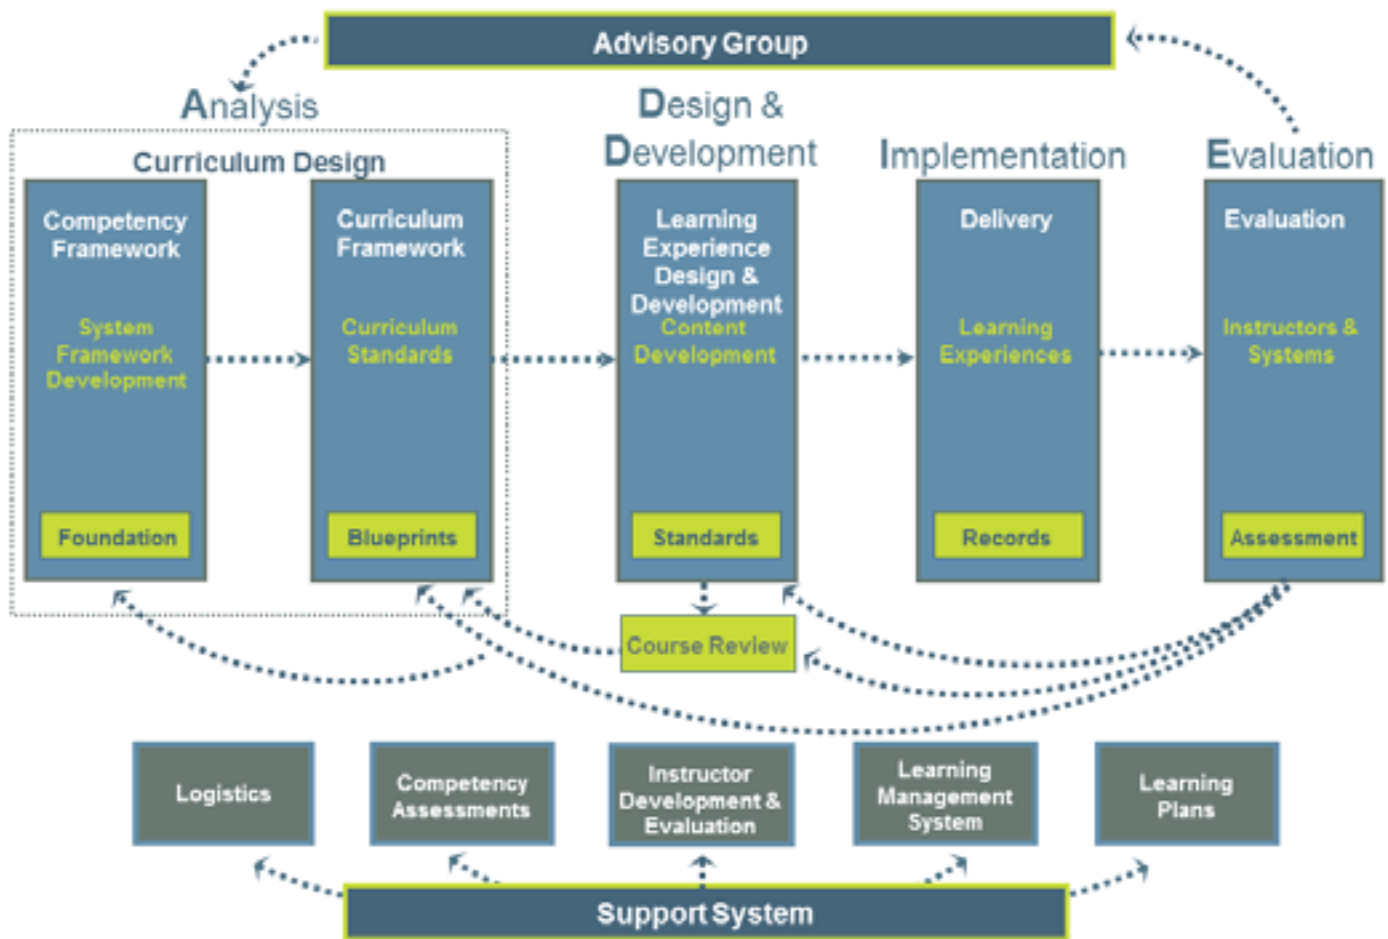 Advisory Group
Analysis
Design &
Development
Implementation
Evaluation
Curriculum Design
Competency
Framework
System
Framework
Development
Foundation
Curriculum
Framework
Curriculum
Standards
Blueprints
Learning
Experience
Design &
Development
Content
Development
Standards
Delivery
Learning
Experiences
Records
Evaluation
Instructors &
Systems
Assessment
Course Review
Logistics
Competency
Assessments
Instructor
Development &
Evaluation
Learning
Management
System
Learning
Plans
Support System